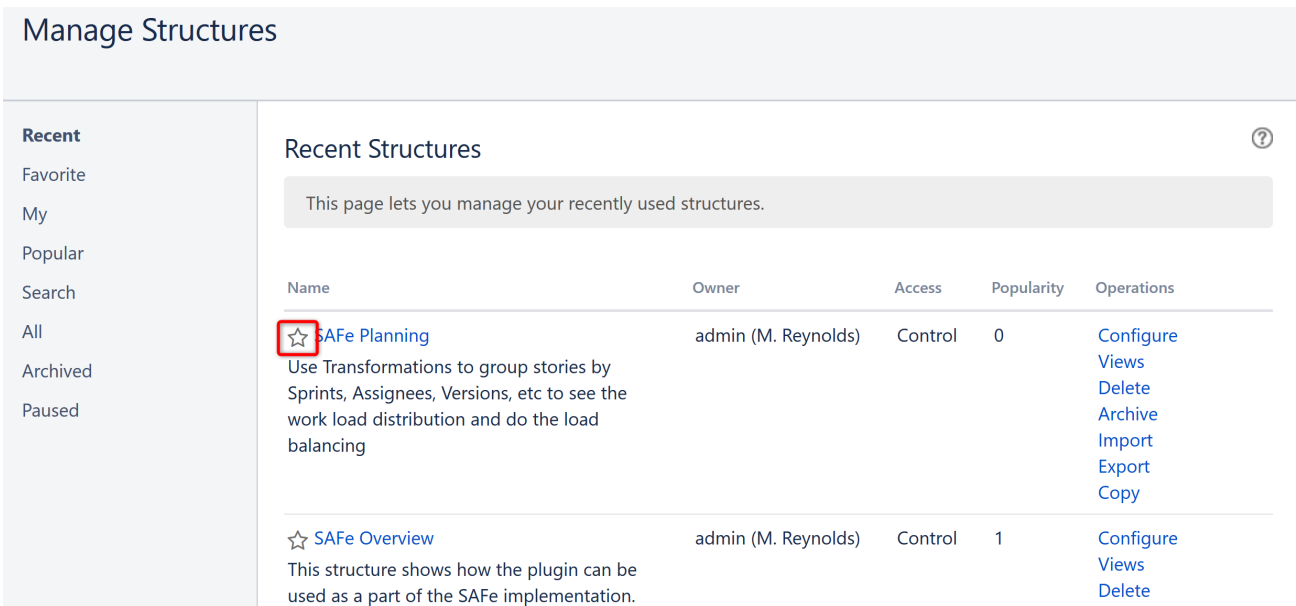 Manage Structures
Recent
Favorite
My
Popular
Search
All
Archived
Paused
Recent Structures
?
This page lets you manage your recently used structures.
Name Owner Access Popularity Operations
SAFe Planning admin (M. Reynolds) Control 0 Configure
Use Transformations to group stories by Views
Sprints, Assignees, Versions, etc to see the Delete
work load distribution and do the load Archive
balancing Import
Export
Copy
SAFe Overview admin (M. Reynolds) Control 1 Configure
This structure shows how the plugin can be Views
used as a part of the SAFe implementation. Delete